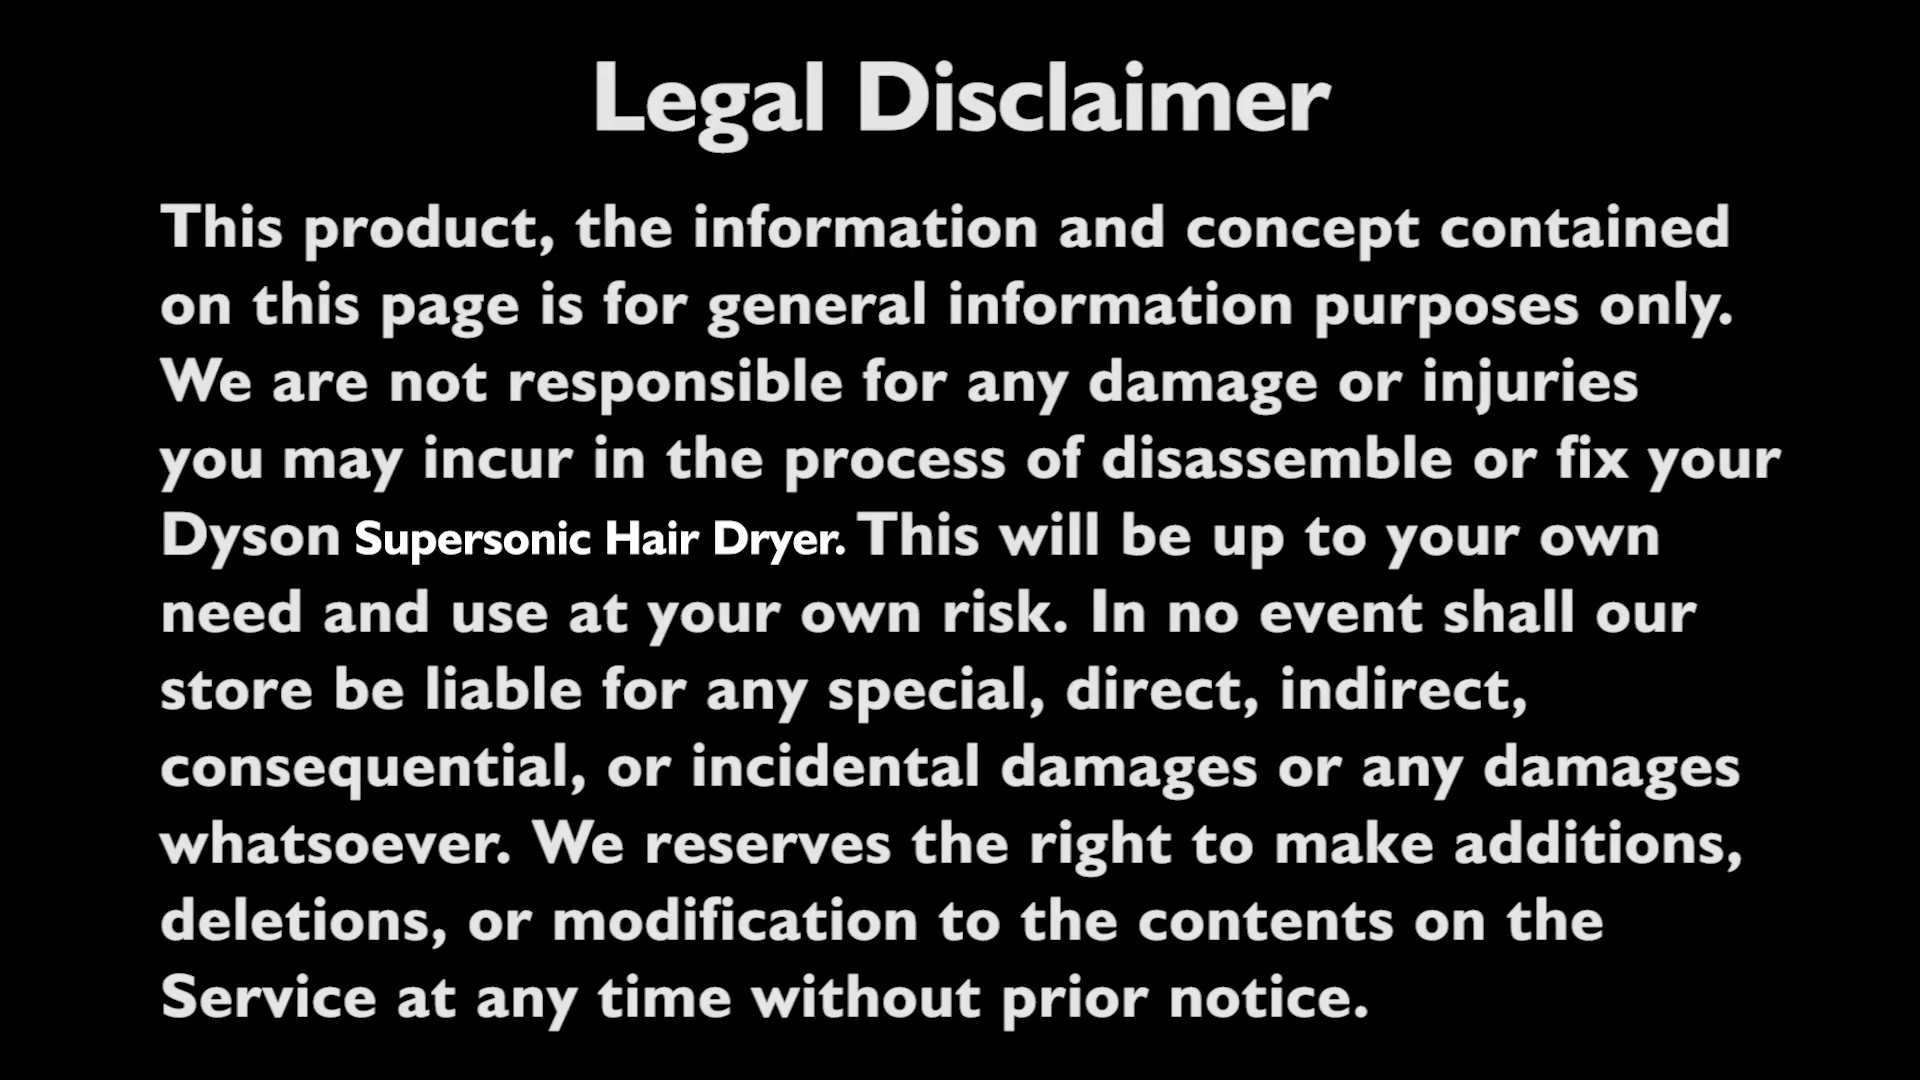 Legal Disclaimer
This product, the information and concept contained
on this page is for general information purposes only.
We are not responsible for any damage or injuries
you may incur in the process of disassemble or fix your
Dyson Supersonic Hair Dryer. This will be up to your own
need and use at your own risk. In no event shall our
store be liable for any special, direct, indirect,
consequential, or incidental damages or any damages
whatsoever. We reserves the right to make additions,
deletions, or modification to the contents on the
Service at any time without prior notice.